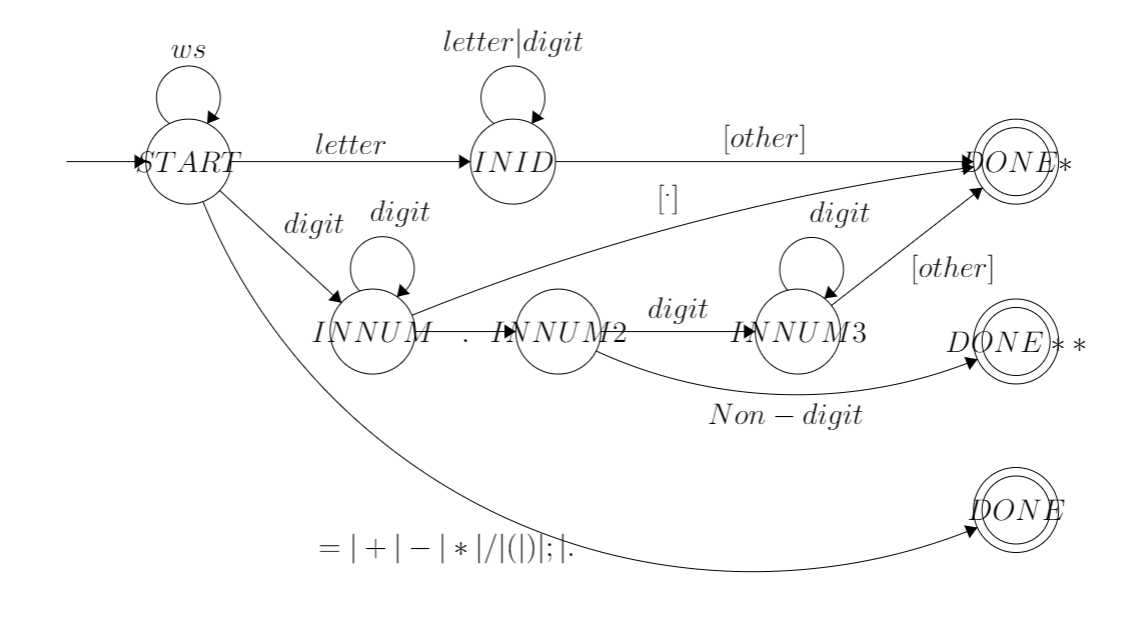 ws
letter|digit
START
letter
INID
[other]
DONE*
[·]
digit
digit
digit
[other]
INNUM
.
INNUM2
digit
INNUM3
DONE**
Non − digit
DONE
= | + | − | ∗ |/|(|)|; |.